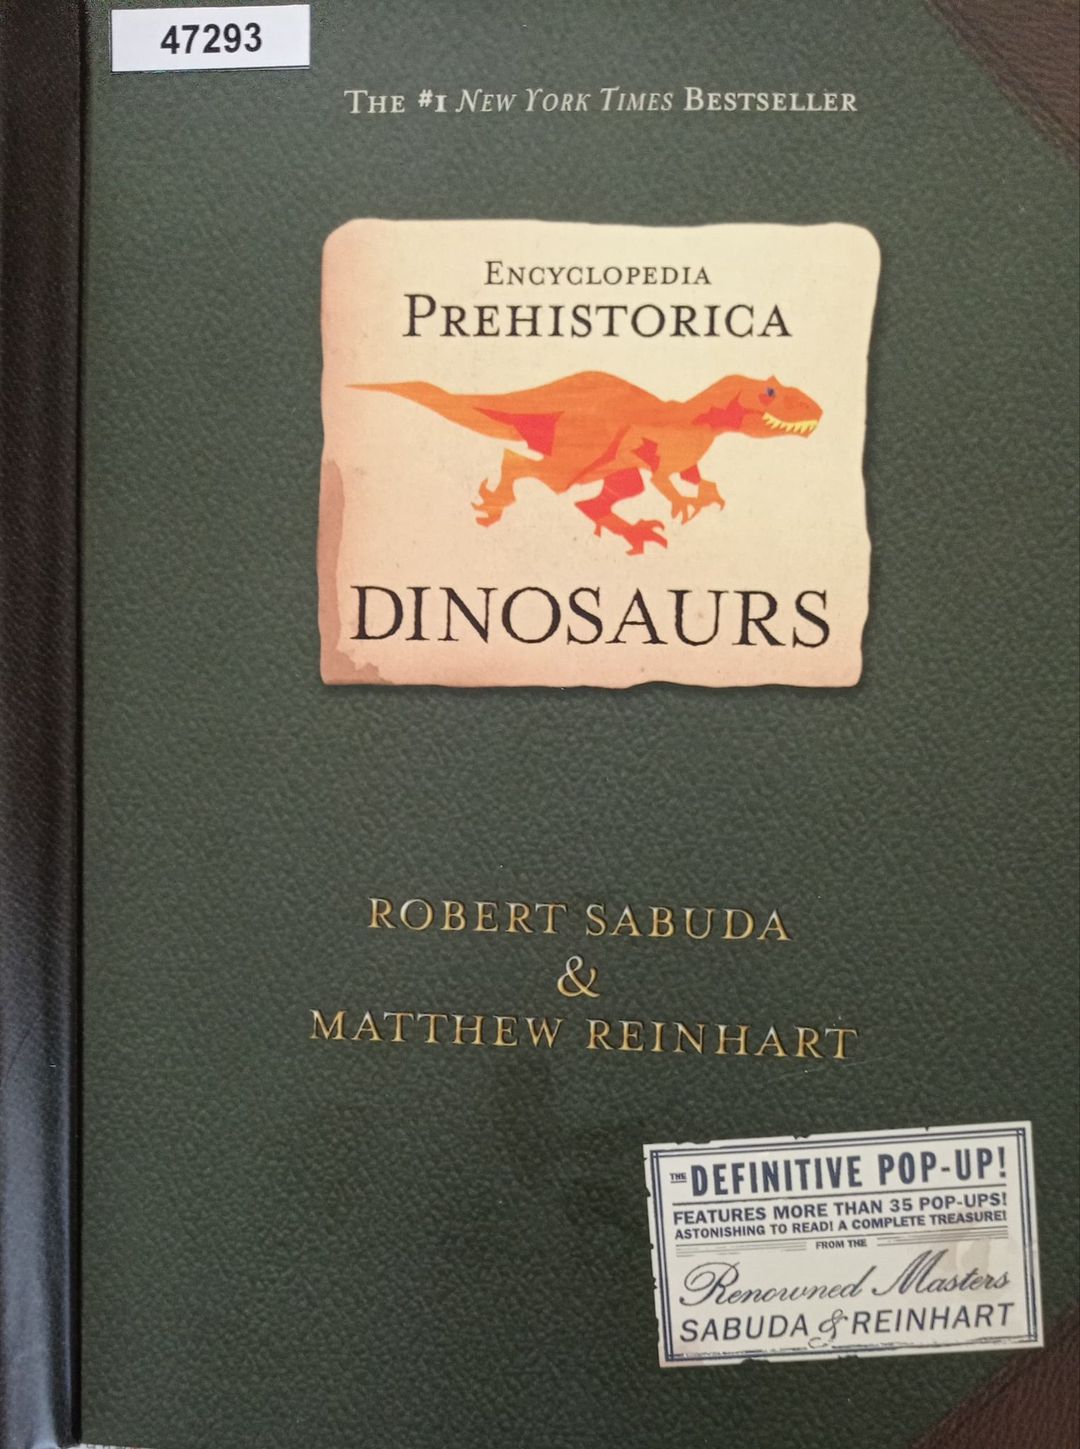 47293
THE #1 NEW YORK TIMES BESTSELLER
ENCYCLOPEDIA
PREHISTORICA
DINOSAURS
ROBERT SABUDA
&
MATTHEW REINHART
THE DEFINITIVE POP-UP!
FEATURES MORE THAN 35 POP-UPS!
ASTONISHING TO READ! A COMPLETE TREASURE!
FROM THE
Renowned Masters
SABUDA & REINHART